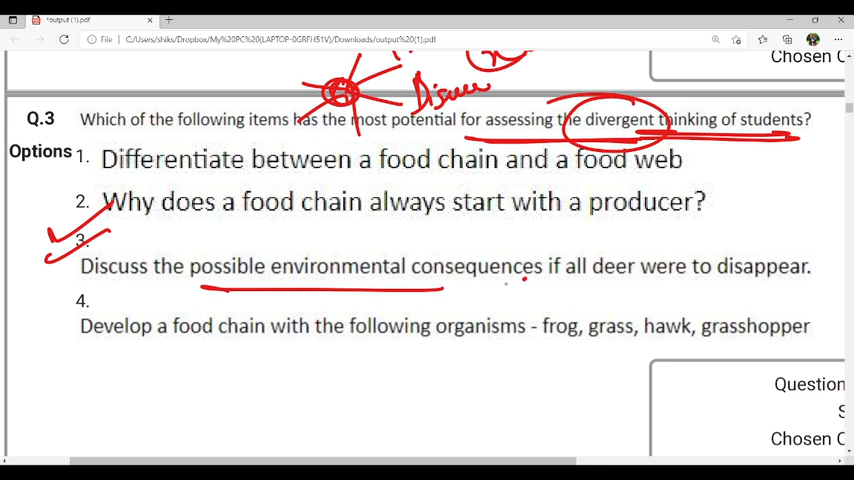 *output (1).pdf
File | C:/Users/shiks/Dropbox/My%20PC%20(LAPTOP-0GRFH51V)/Downloads/output%20(1).pdf
Chosen O
Discuss
Q.3 Which of the following items has the most potential for assessing the divergent thinking of students?
Options 1. Differentiate between a food chain and a food web
2. Why does a food chain always start with a producer?
3.
Discuss the possible environmental consequences if all deer were to disappear.
4.
Develop a food chain with the following organisms - frog, grass, hawk, grasshopper
Question
S
Chosen O